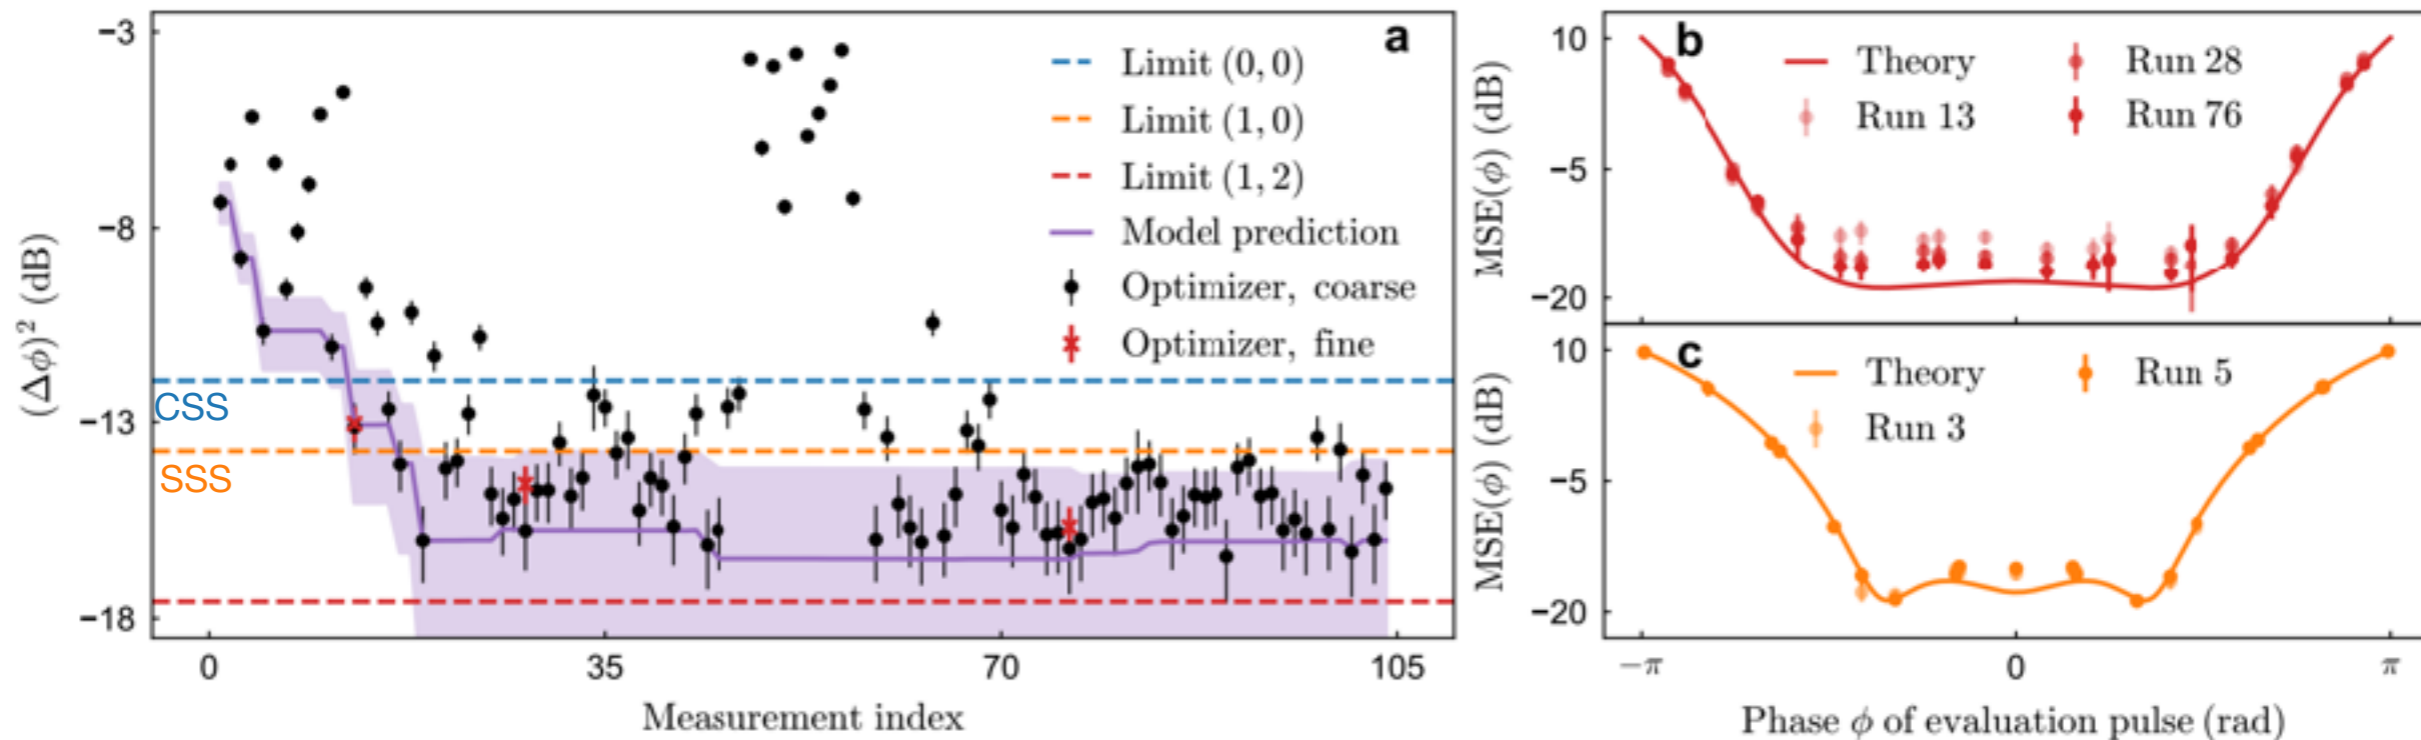 a
(Δϕ)² (dB)
−3
−8
−13
−18
CSS
SSS
Limit (0, 0)
Limit (1, 0)
Limit (1, 2)
Model prediction
Optimizer, coarse
Optimizer, fine
0
35
70
105
Measurement index
b
MSE(ϕ) (dB)
10
−5
−20
Theory
Run 13
Run 28
Run 76
c
MSE(ϕ) (dB)
10
−5
−20
Theory
Run 3
Run 5
−π
0
π
Phase ϕ of evaluation pulse (rad)